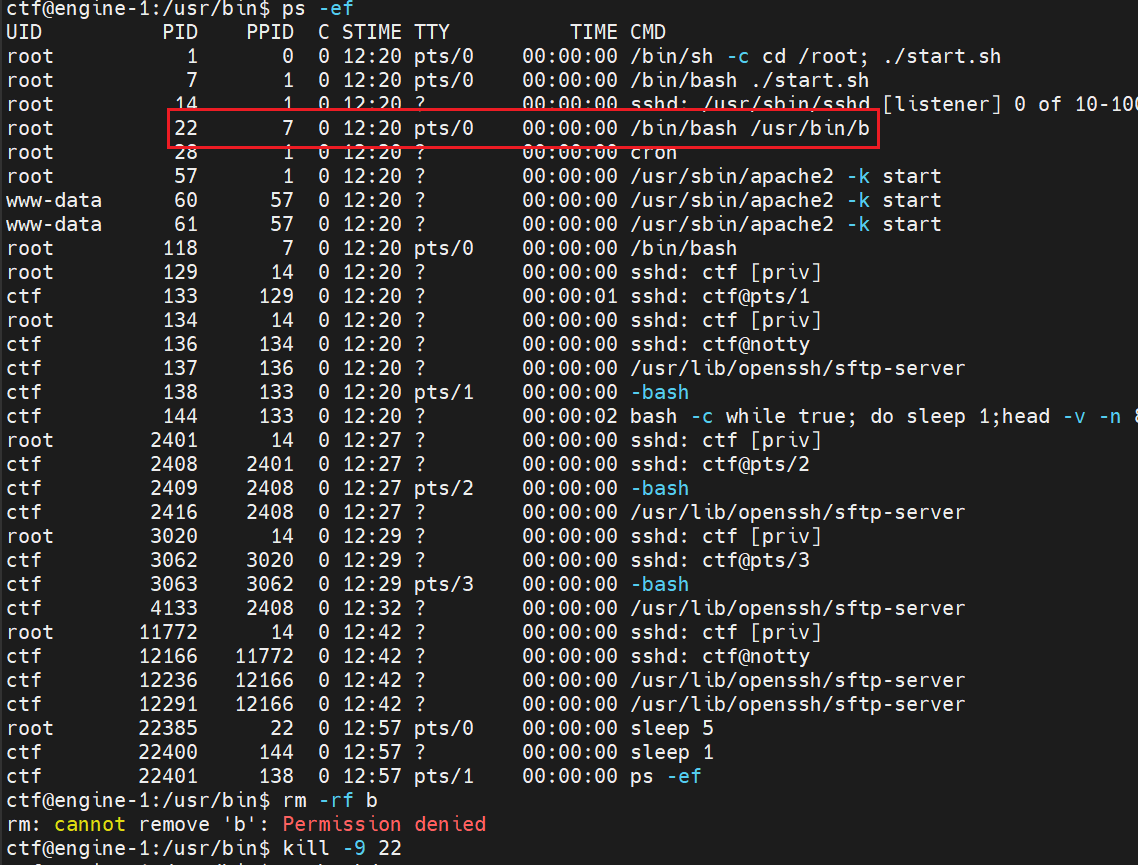 ctf@engine-1:/usr/bin$ ps -ef
UID          PID    PPID  C STIME TTY          TIME CMD
root           1       0  0 12:20 pts/0    00:00:00 /bin/sh -c cd /root; ./start.sh
root           7       1  0 12:20 pts/0    00:00:00 /bin/bash ./start.sh
root          14       1  0 12:20 ?        00:00:00 sshd: /usr/sbin/sshd [listener] 0 of 10-100
root          22       7  0 12:20 pts/0    00:00:00 /bin/bash /usr/bin/b
root          28       1  0 12:20 ?        00:00:00 cron
root          57       1  0 12:20 ?        00:00:00 /usr/sbin/apache2 -k start
www-data      60      57  0 12:20 ?        00:00:00 /usr/sbin/apache2 -k start
www-data      61      57  0 12:20 ?        00:00:00 /usr/sbin/apache2 -k start
root         118       7  0 12:20 pts/0    00:00:00 /bin/bash
root         129      14  0 12:20 ?        00:00:00 sshd: ctf [priv]
ctf          133     129  0 12:20 ?        00:00:01 sshd: ctf@pts/1
root         134      14  0 12:20 ?        00:00:00 sshd: ctf [priv]
ctf          136     134  0 12:20 ?        00:00:00 sshd: ctf@notty
ctf          137     136  0 12:20 ?        00:00:00 /usr/lib/openssh/sftp-server
ctf          138     133  0 12:20 pts/1    00:00:00 -bash
ctf          144     133  0 12:20 ?        00:00:02 bash -c while true; do sleep 1;head -v -n
root        2401      14  0 12:27 ?        00:00:00 sshd: ctf [priv]
ctf         2408    2401  0 12:27 ?        00:00:00 sshd: ctf@pts/2
ctf         2409    2408  0 12:27 pts/2    00:00:00 -bash
ctf         2416    2408  0 12:27 ?        00:00:00 /usr/lib/openssh/sftp-server
root        3020      14  0 12:29 ?        00:00:00 sshd: ctf [priv]
ctf         3062    3020  0 12:29 ?        00:00:00 sshd: ctf@pts/3
ctf         3063    3062  0 12:29 pts/3    00:00:00 -bash
ctf         4133    2408  0 12:32 ?        00:00:00 /usr/lib/openssh/sftp-server
root       11772      14  0 12:42 ?        00:00:00 sshd: ctf [priv]
ctf        12166   11772  0 12:42 ?        00:00:00 sshd: ctf@notty
ctf        12236   12166  0 12:42 ?        00:00:00 /usr/lib/openssh/sftp-server
ctf        12291   12166  0 12:42 ?        00:00:00 /usr/lib/openssh/sftp-server
root       22385      22  0 12:57 pts/0    00:00:00 sleep 5
ctf        22400     144  0 12:57 ?        00:00:00 sleep 1
ctf        22401     138  0 12:57 pts/1    00:00:00 ps -ef
ctf@engine-1:/usr/bin$ rm -rf b
rm: cannot remove 'b': Permission denied
ctf@engine-1:/usr/bin$ kill -9 22